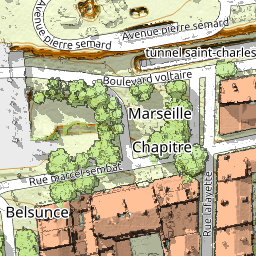 Avenue pierre semard
Avenue pierre semard
tunnel saint-charles
Boulevard voltaire
Marseille
Chapitre
Rue marcel sembat
Belsunce
Rue lafayette